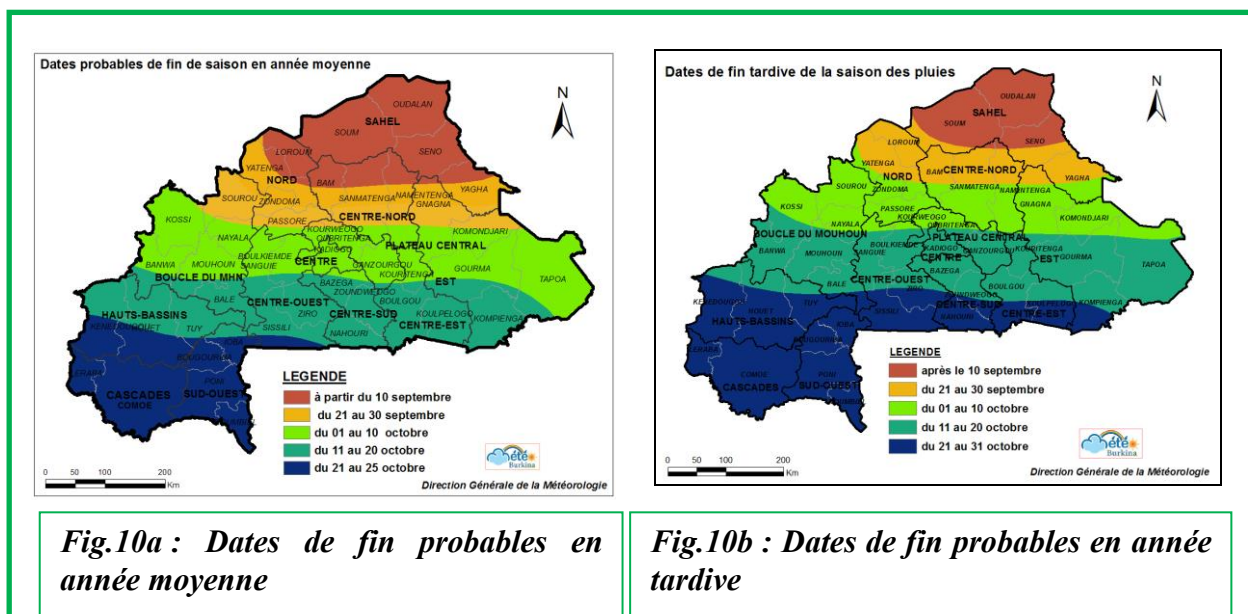 Dates probables de fin de saison en année moyenne
N
OUDALAN
SAHEL
SOUM
LOROUM
SENO
YATENGA
NORD
BAM
SOUROU
ZONDOMA
SANMATENGA
NAMENTENGA
GNAGNA
YAGHA
CENTRE-NORD
PASSORE
KOSSI
KOURWEOGO
OUBRITENGA
KOMONDJARI
NAYALA
PLATEAU CENTRAL
KADIOGO
BOULKIEMDE
CENTRE
BANWA
MOUHOUN
SANGUIE
GANZOURGOU
GOURMA
TAPOA
KOURITENGA
BOUCLE DU MHN
BAZEGA
EST
ZOUNDWEOGO
BALE
CENTRE-OUEST
BOULGOU
HAUTS-BASSINS
ZIRO
CENTRE-SUD
KOULPELOGO
KOMPIENGA
KENEDOUGOU
HOUET
TUY
SISSILI
NAHOURI
CENTRE-EST
IOBA
BOUGOURIBA
LERABA
PONI
CASCADES
SUD-OUEST
COMOE
LEGENDE
à partir du 10 septembre
du 21 au 30 septembre
du 01 au 10 octobre
du 11 au 20 octobre
du 21 au 25 octobre
0 50 100 200
Km
Météo
Burkina
Direction Générale de la Météorologie
Dates de fin tardive de la saison des pluies
N
OUDALAN
SAHEL
SOUM
LOROUM
SENO
YATENGA
BAM
CENTRE-NORD
NORD
YAGHA
SOUROU
ZONDOMA
SANMATENGA
NAMENTENGA
GNAGNA
KOSSI
PASSORE
KOURWEOGO
KOMONDJARI
NAYALA
OUBRITENGA
BOUCLE DU MOUHOUN
PLATEAU CENTRAL
BOULKIEMDE
KADIOGO
BANWA
MOUHOUN
SANGUIE
CENTRE
GANZOURGOU
KOURITENGA
EST
GOURMA
TAPOA
BAZEGA
BALE
CENTRE-OUEST
BOULGOU
KENEDOUGOU
ZIRO
ZOUNDWEOGO
HOUET
TUY
CENTRE-SUD
KOULPELOGO
KOMPIENGA
SISSILI
NAHOURI
CENTRE-EST
HAUTS-BASSINS
IOBA
BOUGOURIBA
LERABA
COMOE
PONI
CASCADES
SUD-OUEST
LEGENDE
après le 10 septembre
du 21 au 30 septembre
du 01 au 10 octobre
du 11 au 20 octobre
du 21 au 31 octobre
0 50 100 200
Km
Météo
Burkina
Direction Générale de la Météorologie
Fig.10a : Dates de fin probables en
année moyenne
Fig.10b : Dates de fin probables en année
tardive